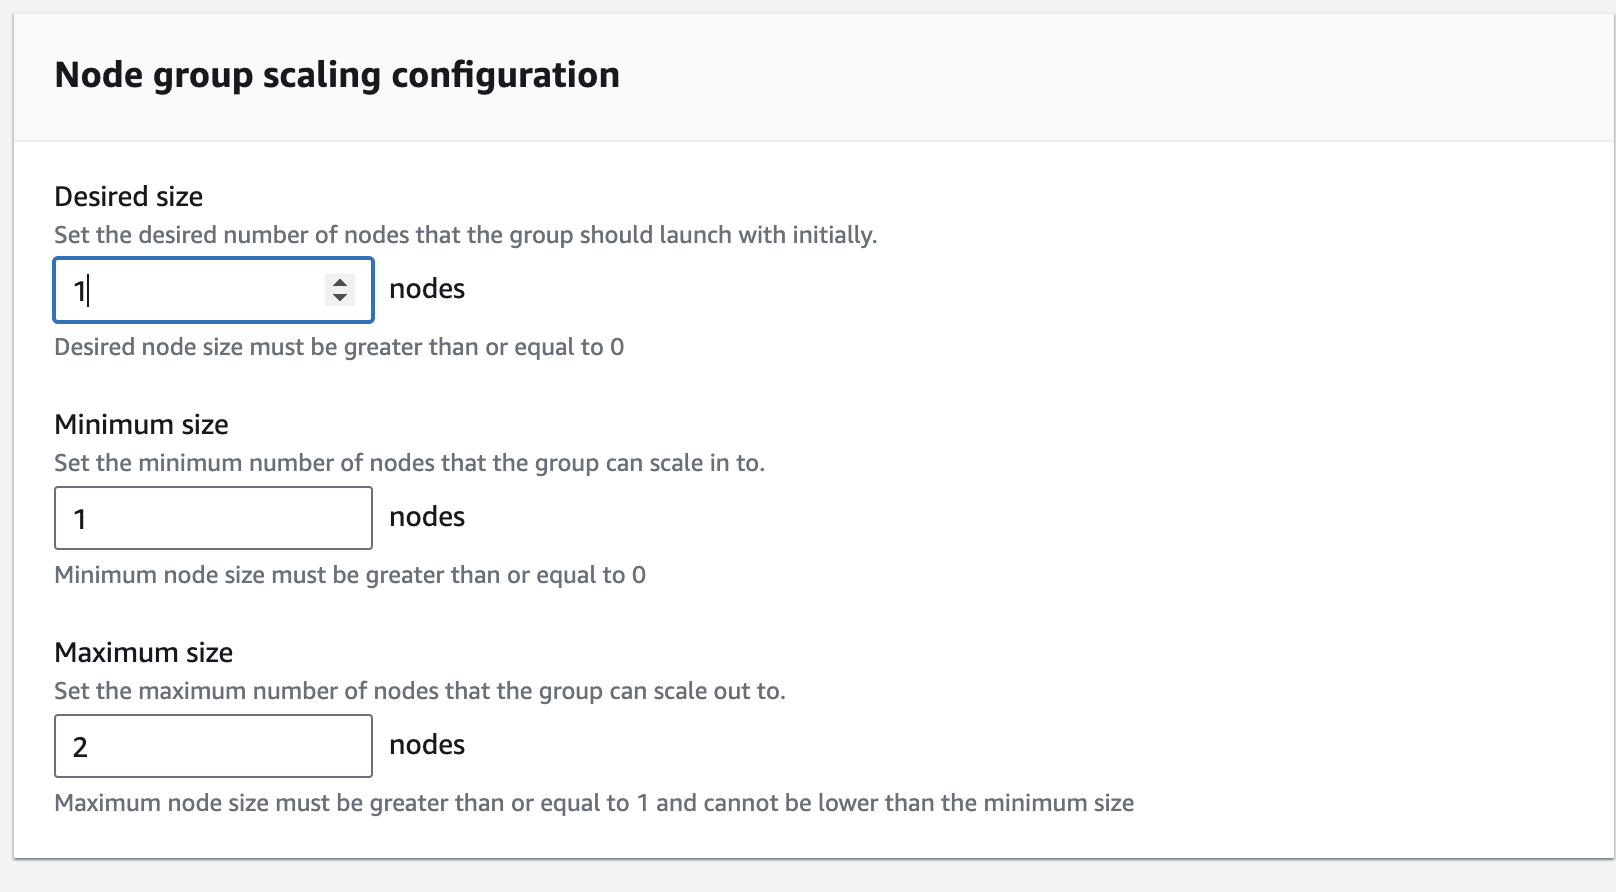 Node group scaling configuration
Desired size
Set the desired number of nodes that the group should launch with initially.
1 nodes
Desired node size must be greater than or equal to 0
Minimum size
Set the minimum number of nodes that the group can scale in to.
1 nodes
Minimum node size must be greater than or equal to 0
Maximum size
Set the maximum number of nodes that the group can scale out to.
2 nodes
Maximum node size must be greater than or equal to 1 and cannot be lower than the minimum size